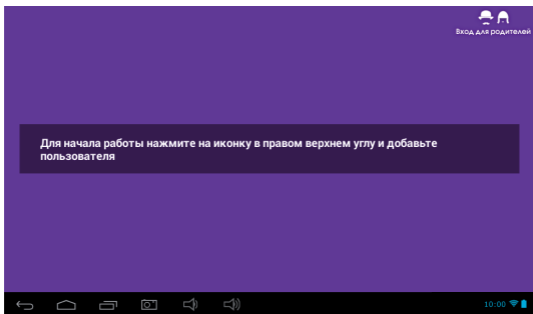 Вход для родителей
Для начала работы нажмите на иконку в правом верхнем углу и добавьте
пользователя
10:00